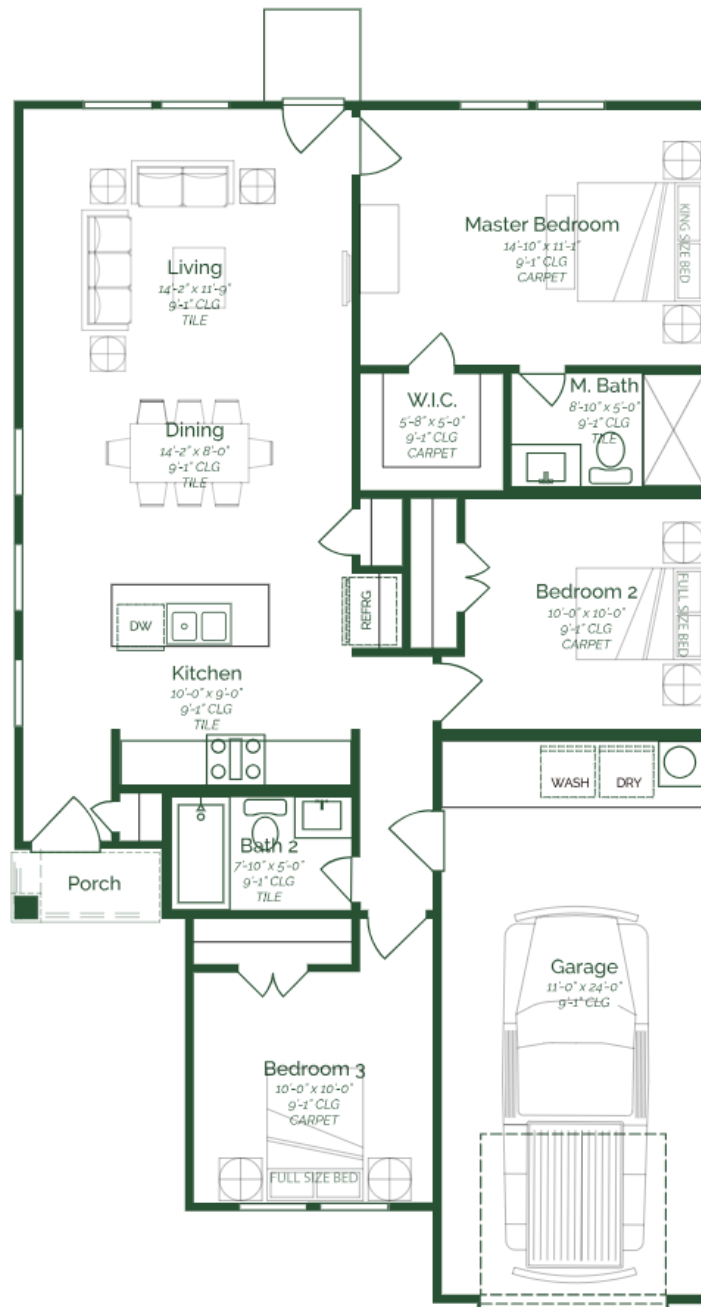 Master Bedroom
14'-10" x 11'-1"
9'-1" CLG
CARPET
KING SIZE BED
Living
14'-2" x 11'-9"
9'-1" CLG
TILE
W.I.C.
5'-8" x 5'-0"
9'-1" CLG
CARPET
M. Bath
8'-10" x 5'-0"
9'-1" CLG
TILE
Dining
14'-2" x 8'-0"
9'-1" CLG
TILE
Bedroom 2
10'-0" x 10'-0"
9'-1" CLG
CARPET
FULL SIZE BED
REFRG
DW
Kitchen
10'-0" x 9'-0"
9'-1" CLG
TILE
WASH
DRY
Bath 2
7'-10" x 5'-0"
9'-1" CLG
TILE
Porch
Garage
11'-0" x 24'-0"
9'-1" CLG
Bedroom 3
10'-0" x 10'-0"
9'-1" CLG
CARPET
FULL SIZE BED